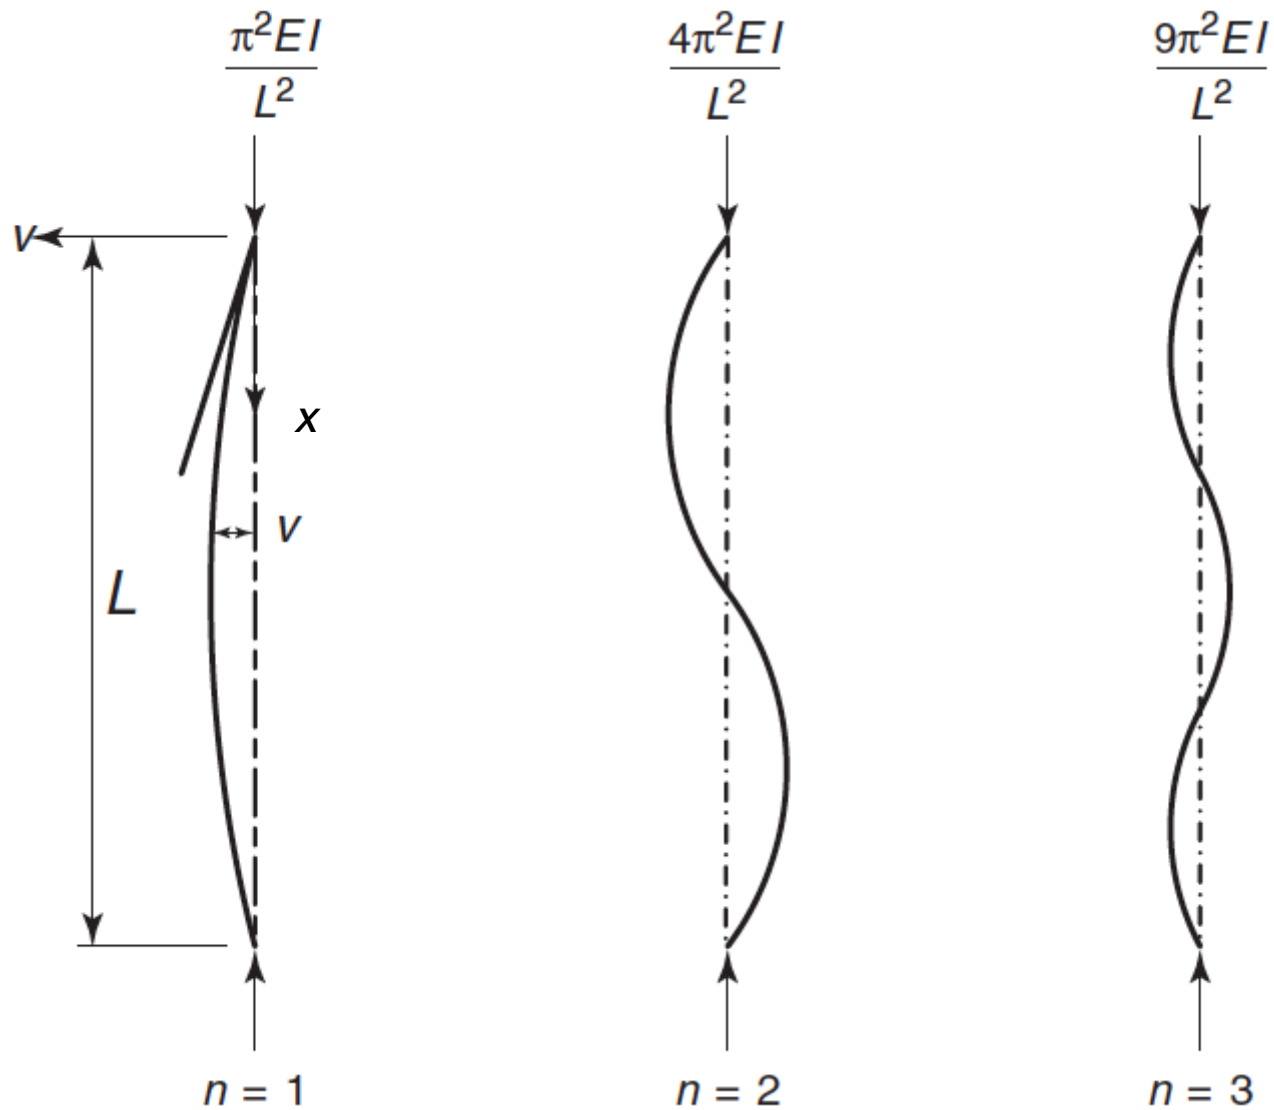 π²EI / L²
4π²EI / L²
9π²EI / L²
v
x
v
L
n = 1
n = 2
n = 3